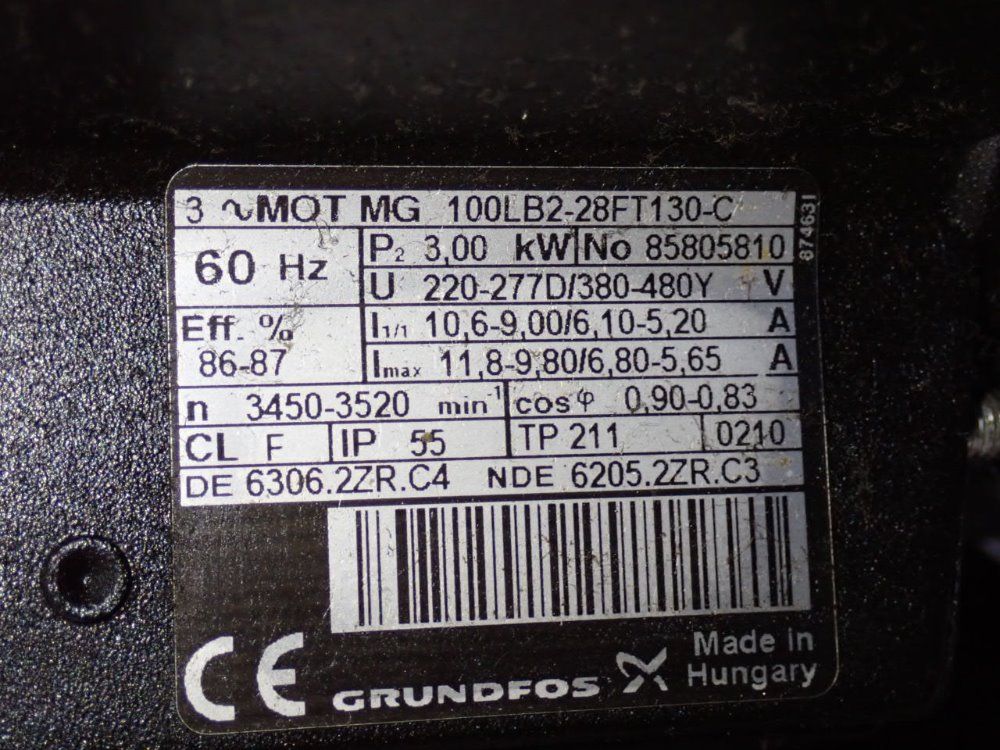 3 ~MOT MG 100LB2-28FT130-C
60 Hz
P2 3,00 kW No 85805810
U 220-277D/380-480Y V
Eff. %
86-87
I1/1 10,6-9,00/6,10-5,20 A
Imax 11,8-9,80/6,80-5,65 A
n 3450-3520 min-1 cosφ 0,90-0,83
CL F IP 55 TP 211 0210
DE 6306.2ZR.C4 NDE 6205.2ZR.C3
CE GRUNDFOS
Made in
Hungary